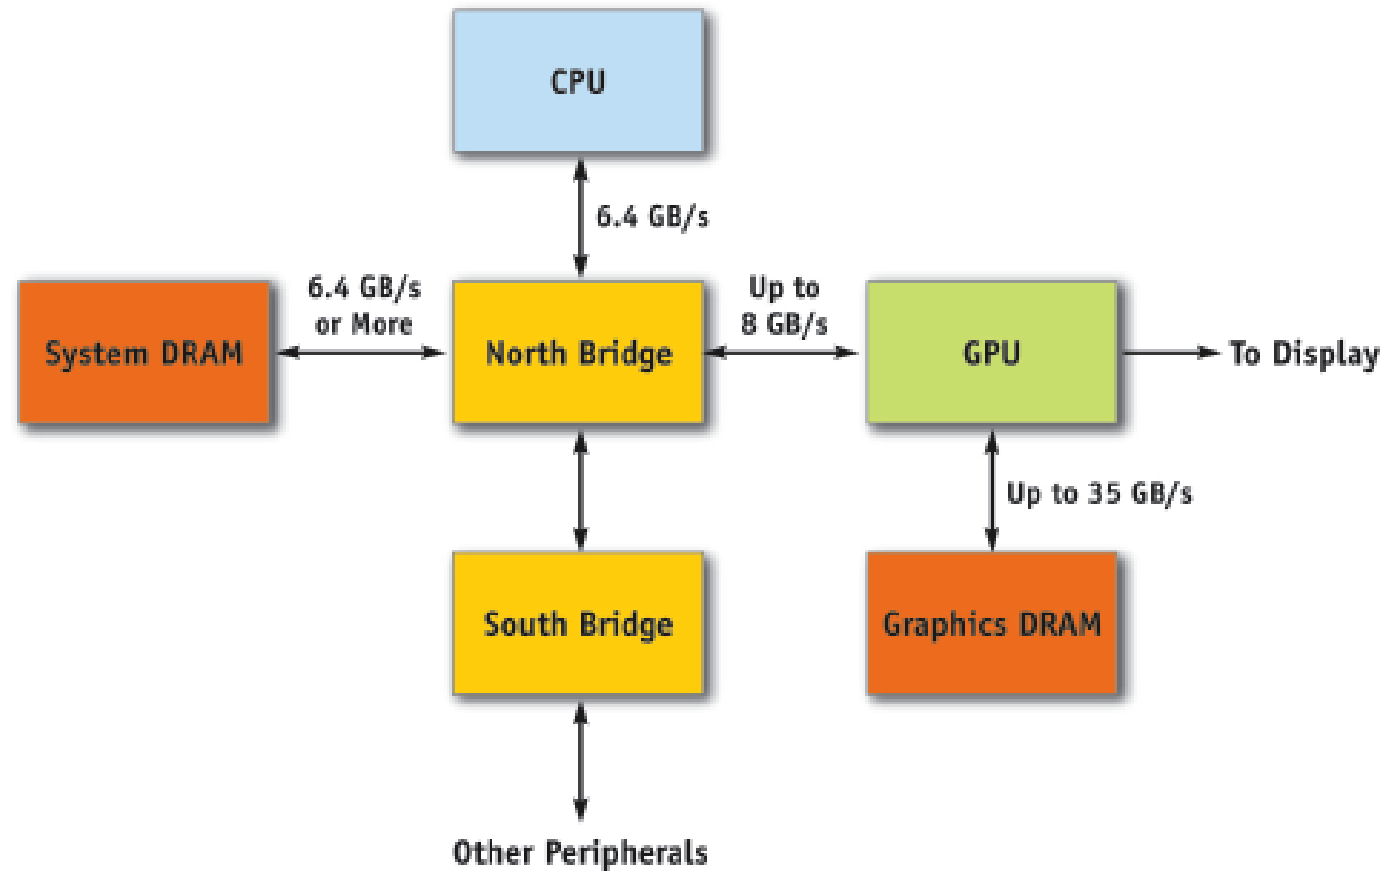 CPU
6.4 GB/s
6.4 GB/s
or More
Up to
8 GB/s
System DRAM
North Bridge
GPU
To Display
Up to 35 GB/s
South Bridge
Graphics DRAM
Other Peripherals